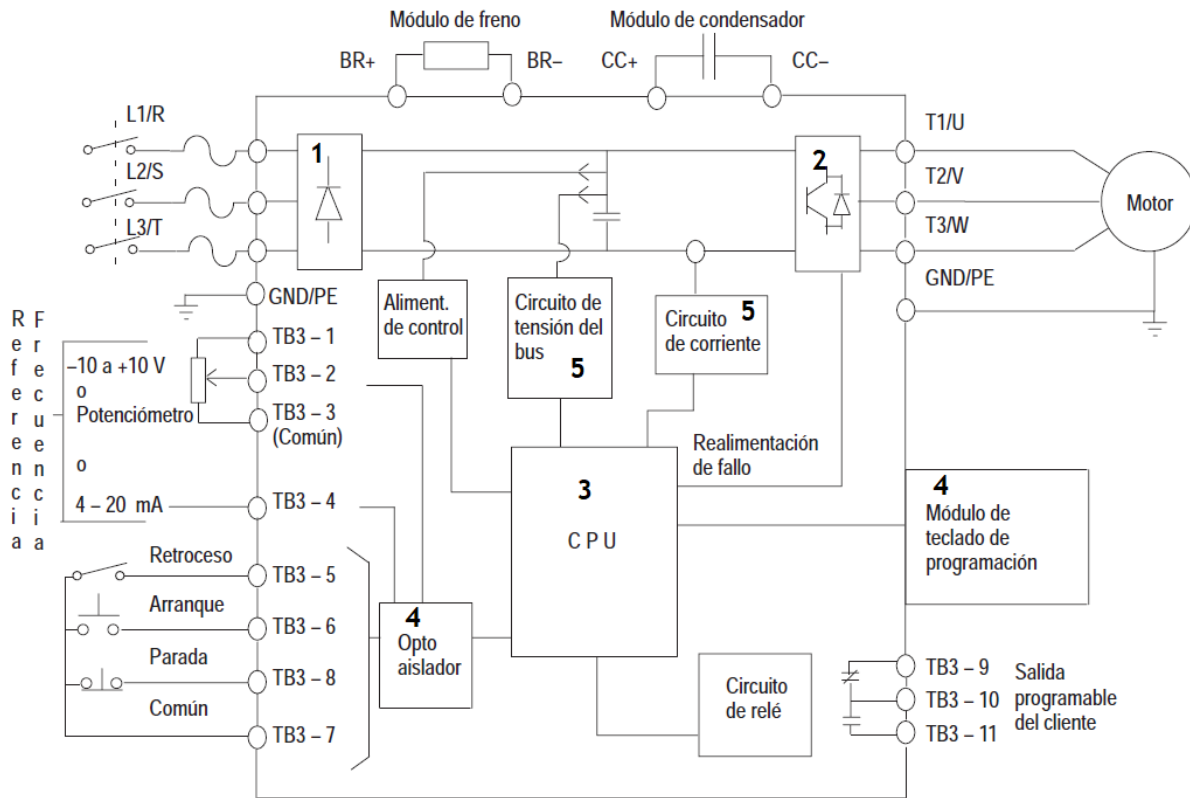 Módulo de freno
Módulo de condensador
BR+
BR–
CC+
CC–
L1/R
L2/S
L3/T
1
2
T1/U
T2/V
T3/W
Motor
GND/PE
GND/PE
Aliment.
de control
Circuito de
tensión del
bus
5
Circuito
5
de corriente
Referencia
Frecuencia
–10 a +10 V
o
Potenciómetro
o
4 – 20 mA
TB3 – 1
TB3 – 2
TB3 – 3
(Común)
TB3 – 4
Realimentación
de fallo
3
C P U
4
Módulo de
teclado de
programación
Retroceso
TB3 – 5
Arranque
TB3 – 6
Parada
TB3 – 8
Común
TB3 – 7
4
Opto
aislador
Circuito
de relé
TB3 – 9
TB3 – 10
TB3 – 11
Salida
programable
del cliente